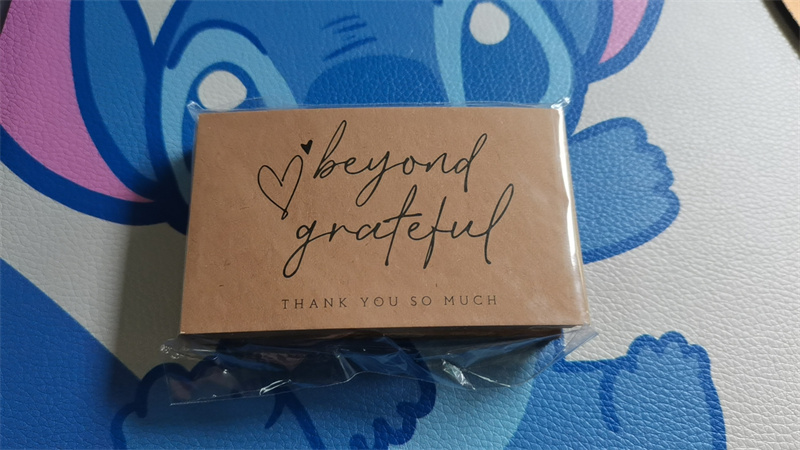 beyond
grateful
THANK YOU SO MUCH